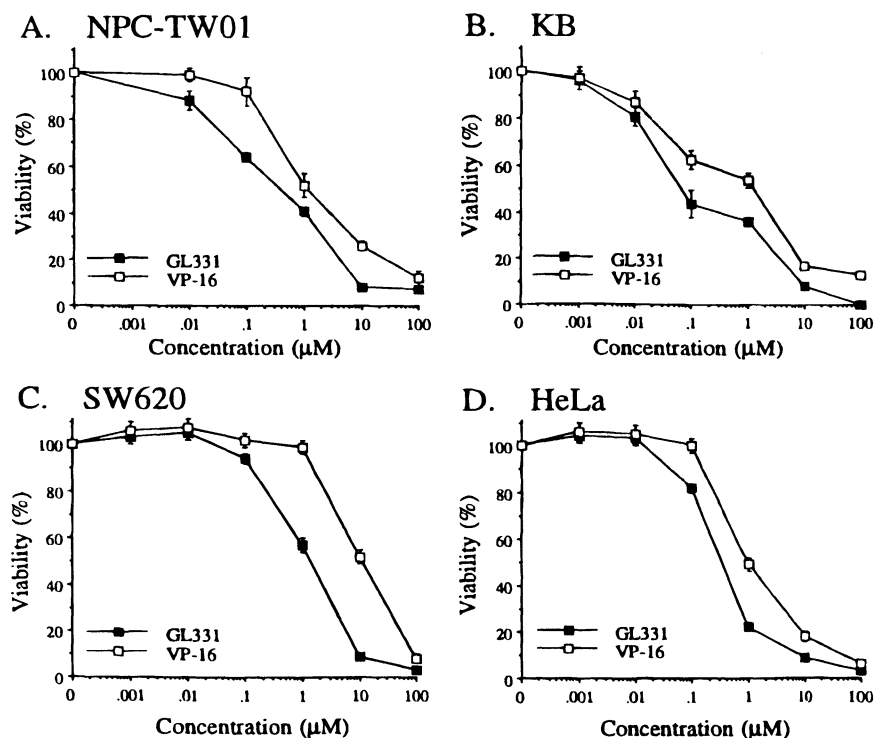 A. NPC-TW01
Viability (%)
100
80
60
40
20
0
GL331
VP-16
0 .001 .01 .1 1 10 100
Concentration (μM)
B. KB
Viability (%)
100
80
60
40
20
0
GL331
VP-16
0 .001 .01 .1 1 10 100
Concentration (μM)
C. SW620
Viability (%)
100
80
60
40
20
0
GL331
VP-16
0 .001 .01 .1 1 10 100
Concentration (μM)
D. HeLa
Viability (%)
100
80
60
40
20
0
GL331
VP-16
0 .001 .01 .1 1 10 100
Concentration (μM)